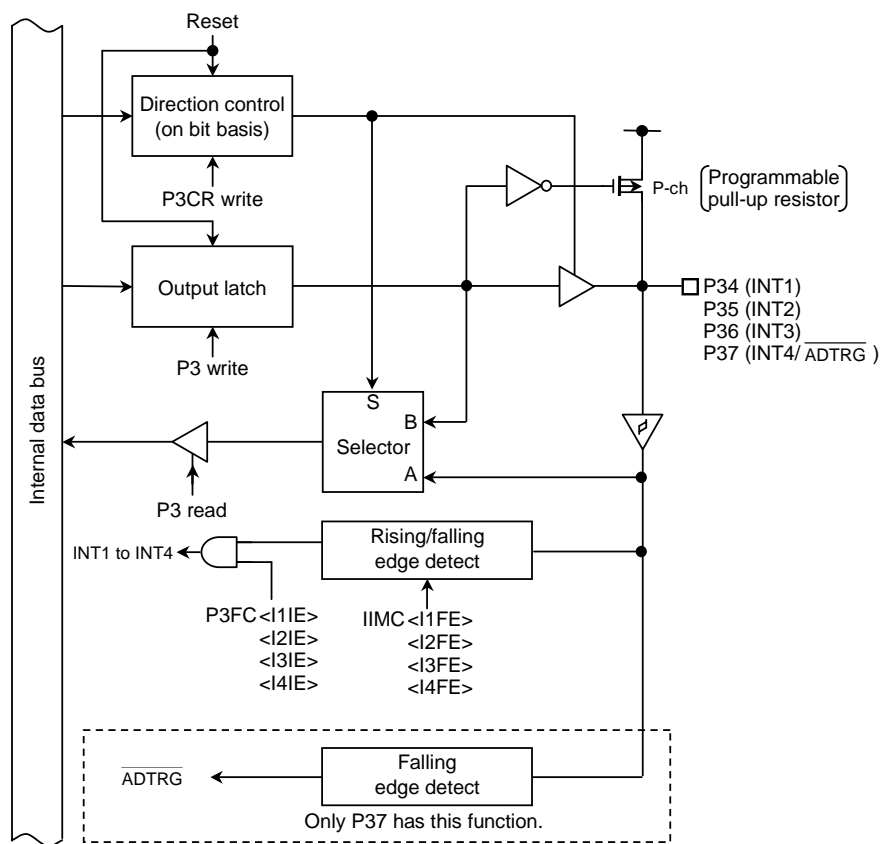 Reset
Direction control
(on bit basis)
P3CR write
P-ch
Programmable
pull-up resistor
Output latch
P34 (INT1)
P35 (INT2)
P36 (INT3)
P37 (INT4/ ADTRG )
P3 write
Internal data bus
S
B
Selector
A
P3 read
INT1 to INT4
Rising/falling
edge detect
P3FC <I1IE>
<I2IE>
<I3IE>
<I4IE>
IIMC <I1FE>
<I2FE>
<I3FE>
<I4FE>
ADTRG
Falling
edge detect
Only P37 has this function.